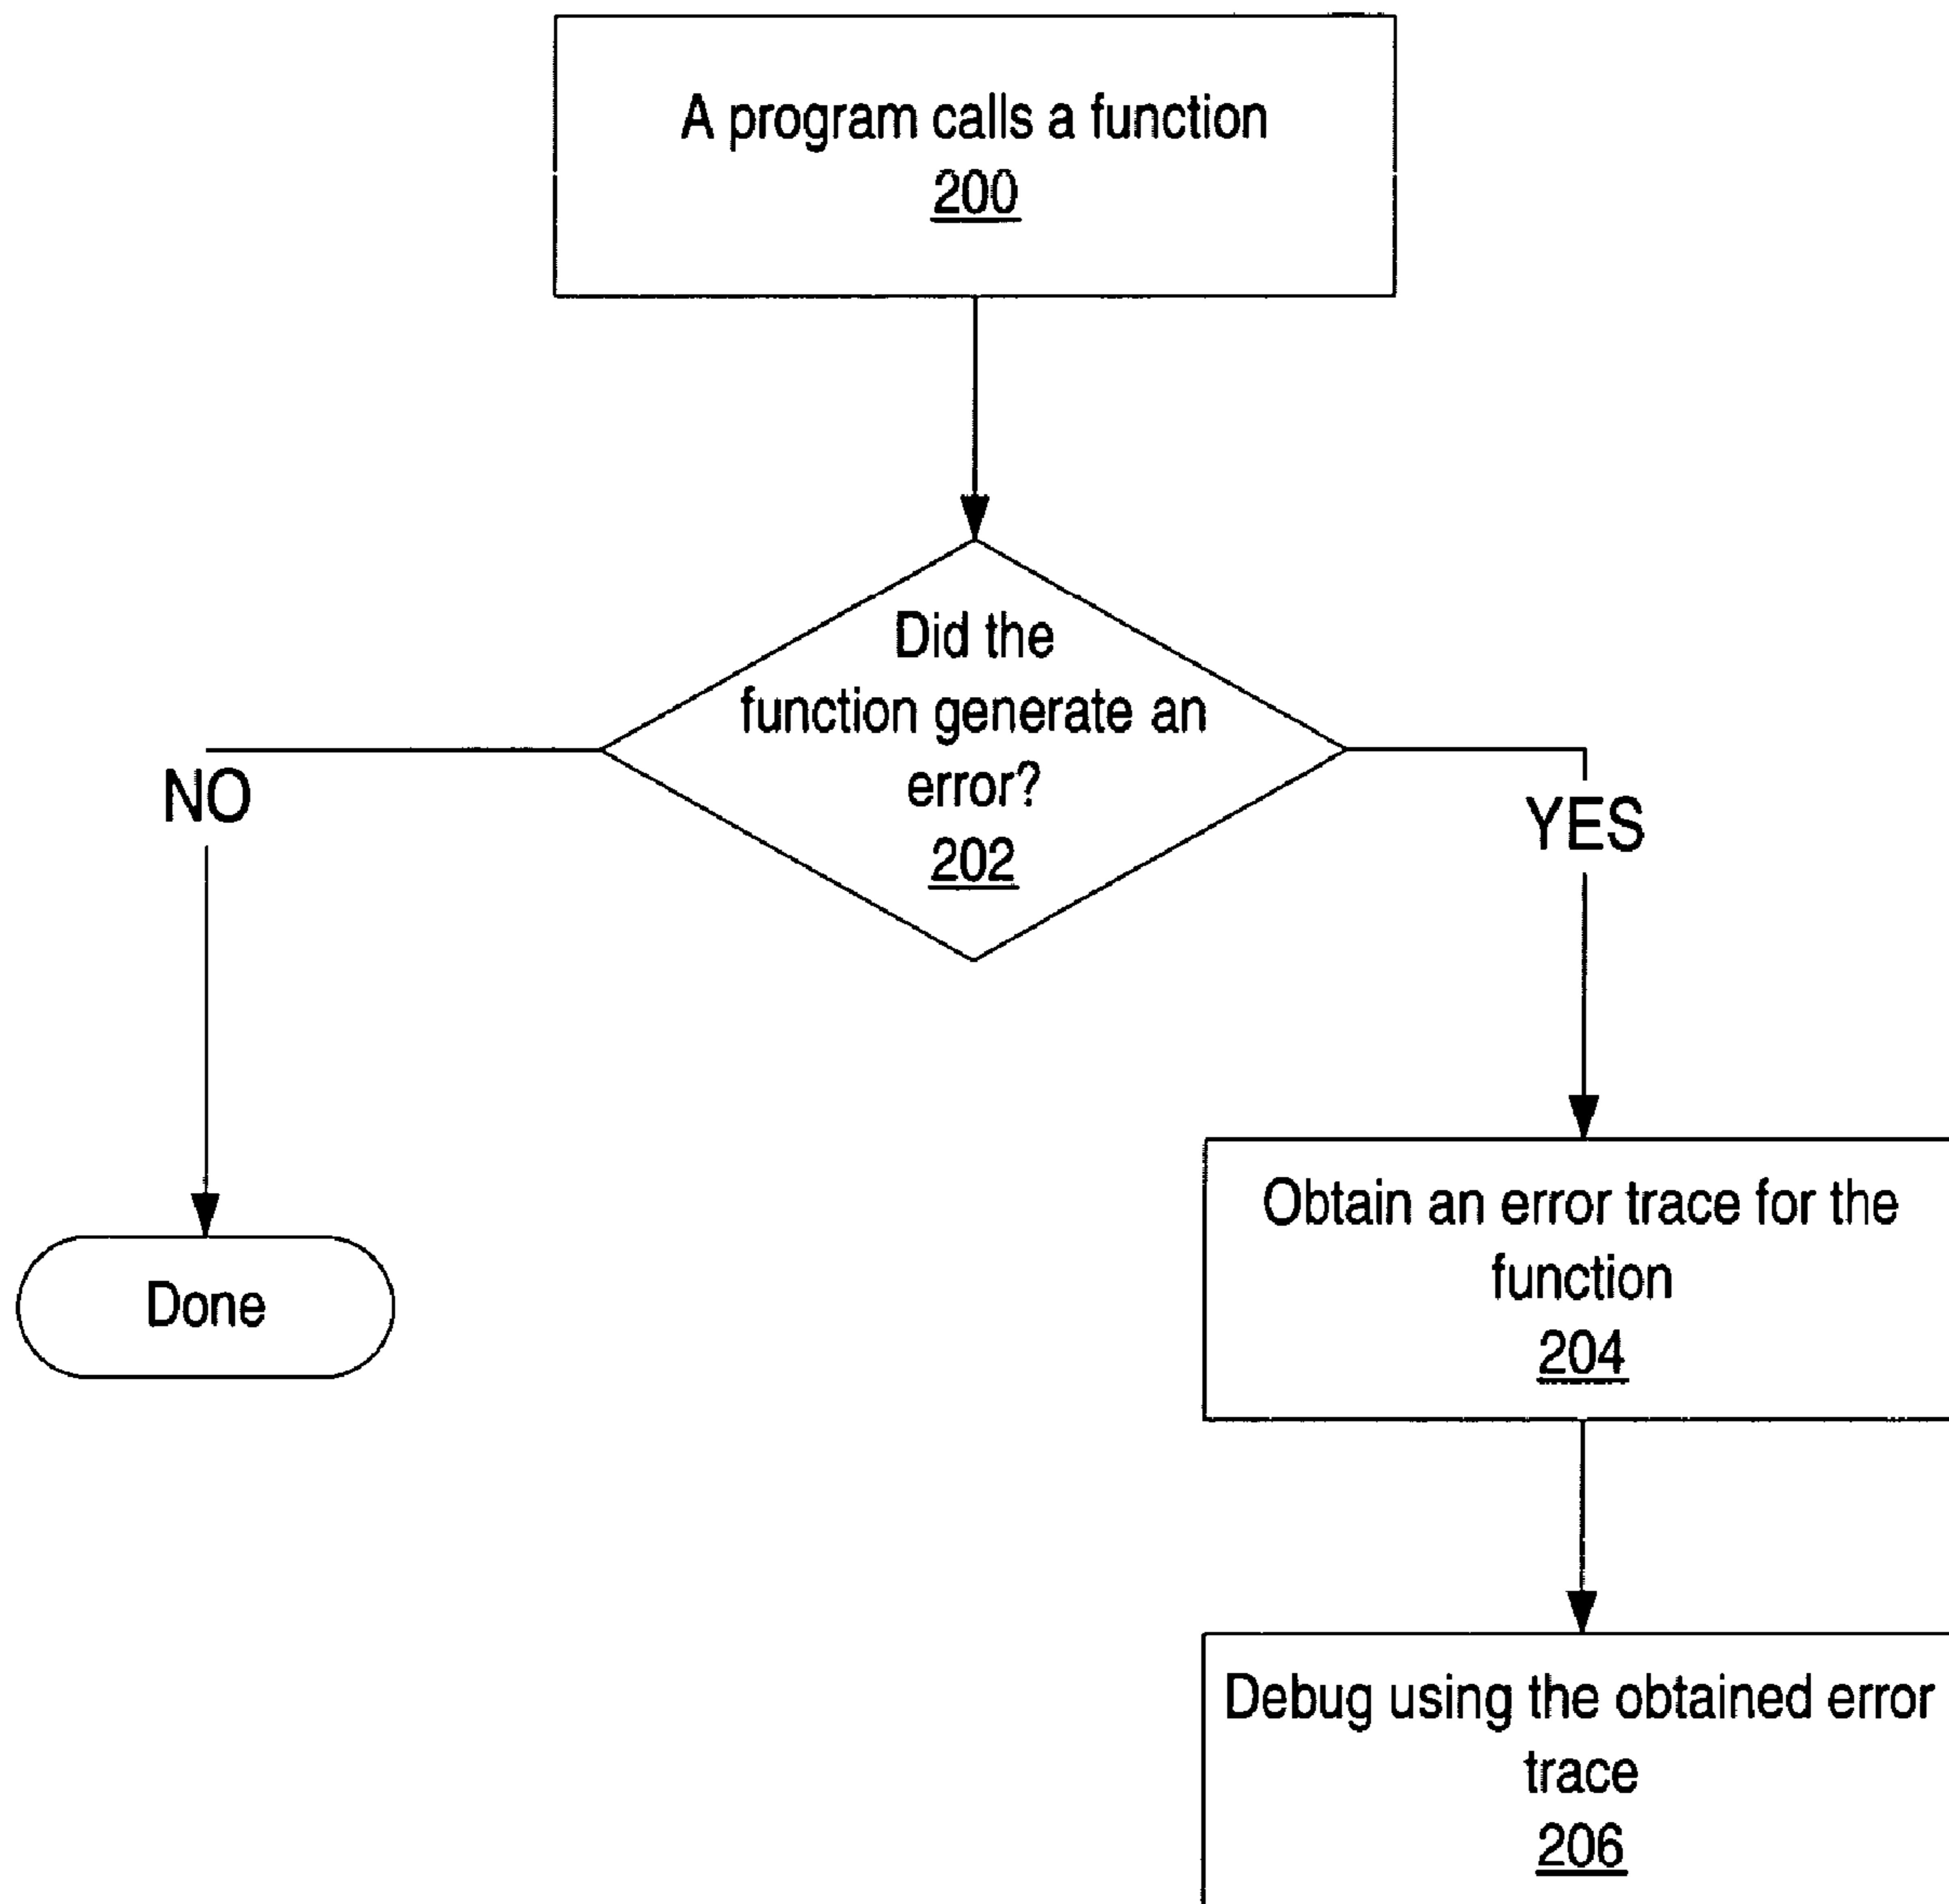 A program calls a function
200
Did the
function generate an
error?
202
NO
YES
Obtain an error trace for the
function
204
Done
Debug using the obtained error
trace
206